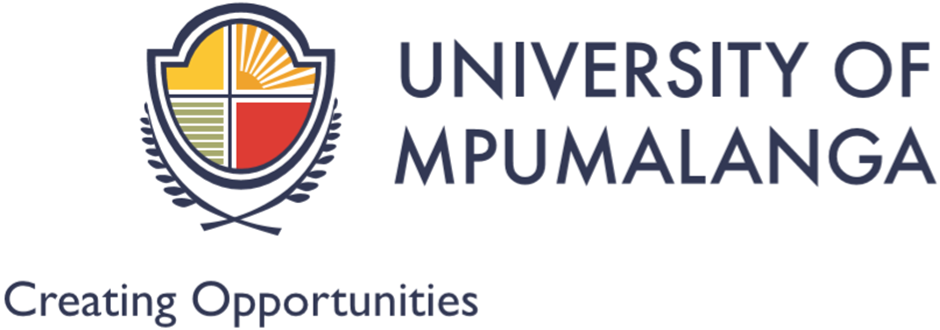 UNIVERSITY OF
MPUMALANGA
Creating Opportunities